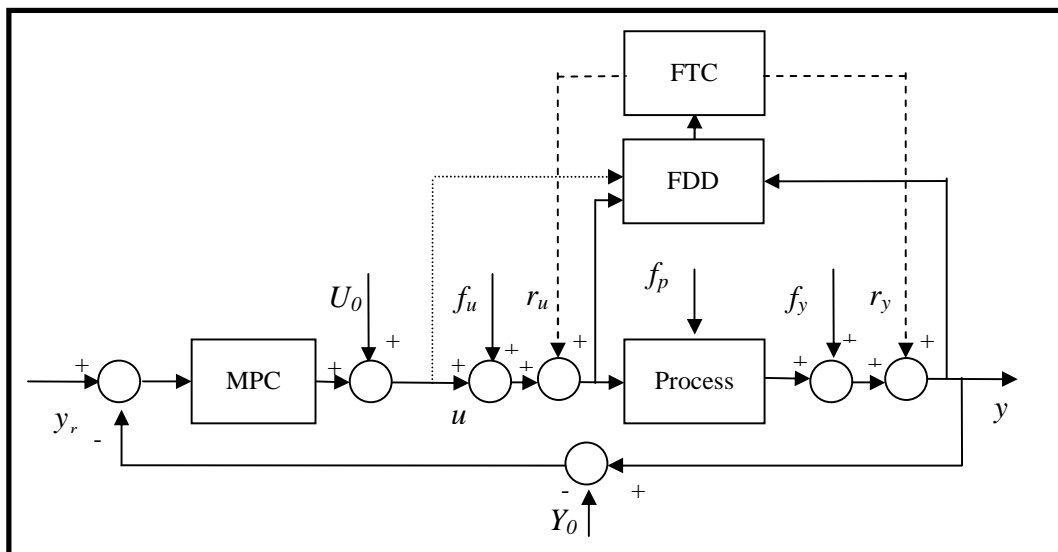 FTC
FDD
U0 fu ru fp fy ry
+ + + + + +
+ MPC + + + Process + +
yr - u y
- +
Y0